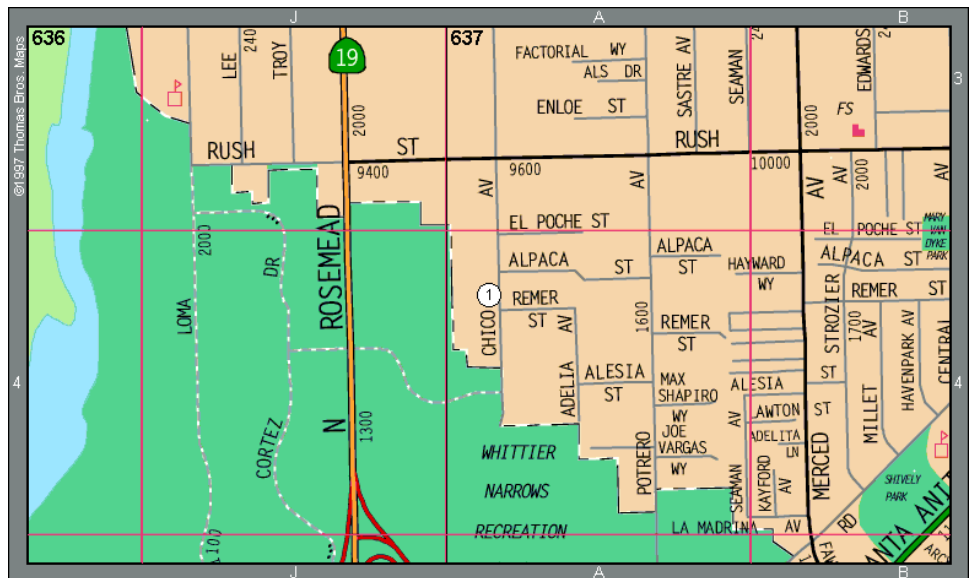 J
A
B
636
637
©1997 Thomas Bros. Maps
3
4
3
4
LEE
240
TROY
19
2000
FACTORIAL WY
ALS DR
ENLOE ST
SASTRE AV
SEAMAN
EDWARDS
2000
FS
RUSH ST
RUSH
9400
9600
10000
AV
AV
AV
AV
2000
AV
EL POCHE ST
EL POCHE ST
MARY
VAN
DYKE
PARK
2000
DR
ROSEMEAD
ALPACA ST
ALPACA
ST
HAYWARD
WY
ALPACA ST
LOMA
1
CHICO
REMER
ST
AV
1600
REMER
ST
STROZIER
REMER ST
1700
AV
HAVENPARK AV
CENTRAL
ADELIA
ALESIA
ST
MAX
SHAPIRO
WY
ALESIA
ST
AV
LAWTON ST
MILLET
N
1300
CORTEZ
WHITTIER
NARROWS
RECREATION
POTRERO
JOE
VARGAS
WY
ADELITA
LN
SEAMAN
KAYFORD
AV
MERCED
SHIVELY
PARK
LA MADRINA AV
RD
1100
J
A
B